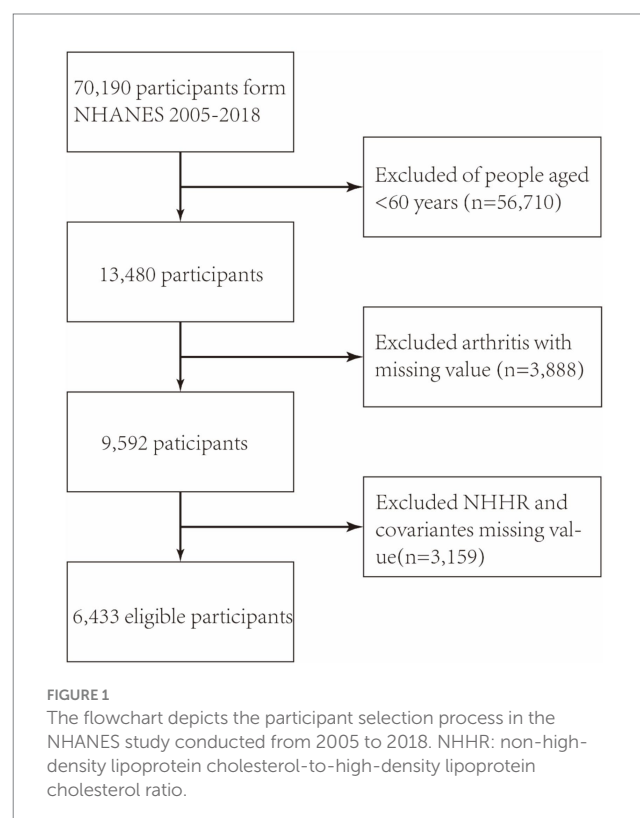 70,190 participants form
NHANES 2005-2018
Excluded of people aged
<60 years (n=56,710)
13,480 participants
Excluded arthritis with
missing value (n=3,888)
9,592 paticipants
Excluded NHHR and
covariantes missing val-
ue(n=3,159)
6,433 eligible participants
FIGURE 1
The flowchart depicts the participant selection process in the
NHANES study conducted from 2005 to 2018. NHHR: non-high-
density lipoprotein cholesterol-to-high-density lipoprotein
cholesterol ratio.